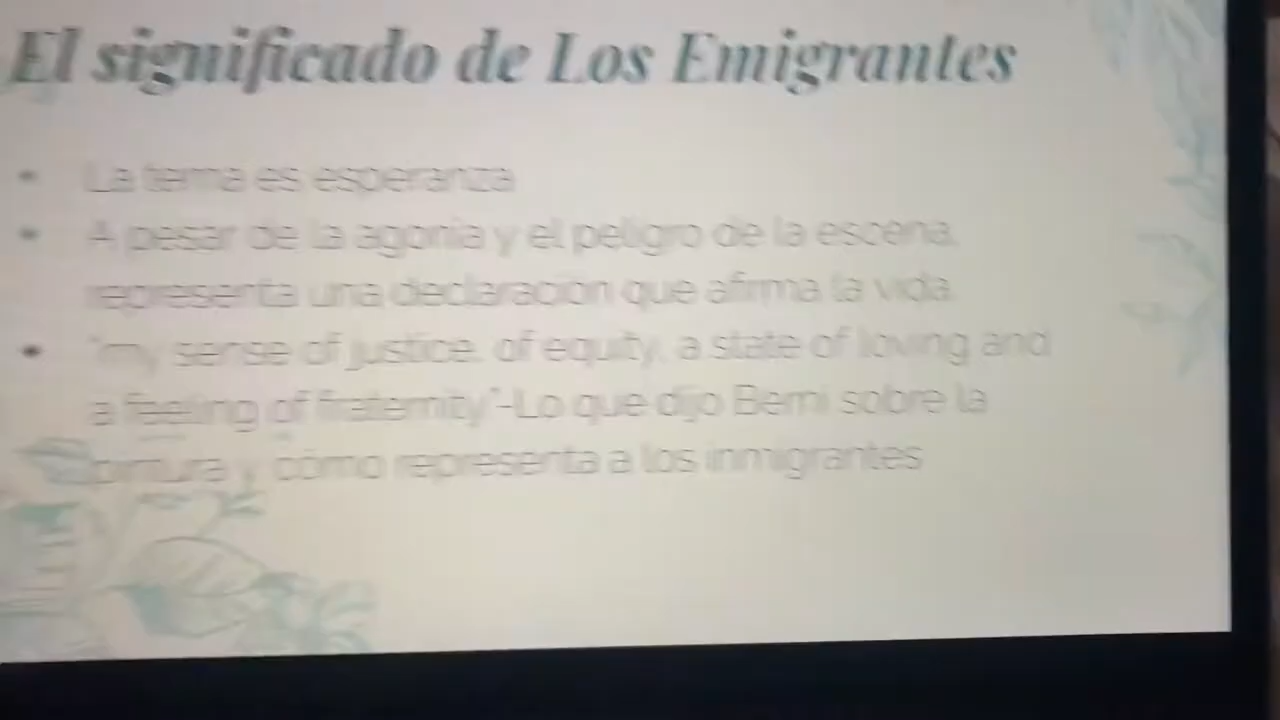 El significado de Los Emigrantes
La tema es esperanza
A pesar de la agonía y el peligro de la escena,
representa una declaración que afirma la vida.
"my sense of justice, of equity, a state of loving and
a feeling of fraternity"-Lo que dijo Berni sobre la
pintura y cómo representa a los inmigrantes